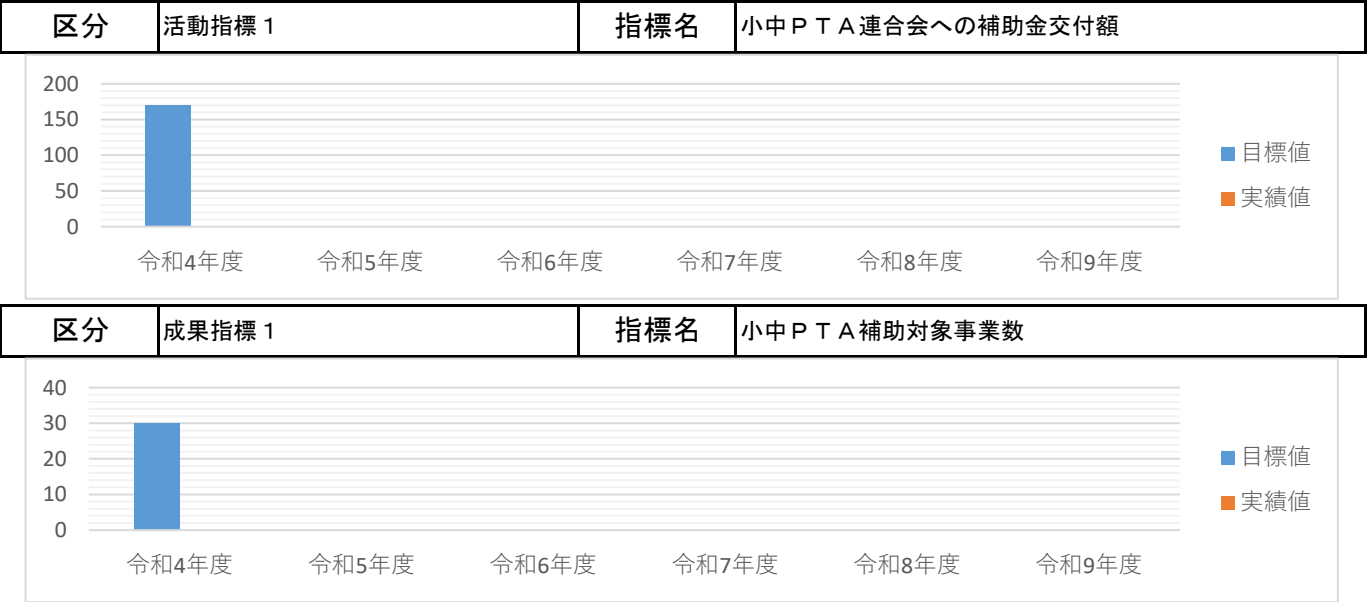 区分 活動指標１ 指標名 小中ＰＴＡ連合会への補助金交付額
200
150
100
50
0
令和4年度 令和5年度 令和6年度 令和7年度 令和8年度 令和9年度
目標値
実績値
区分 成果指標１ 指標名 小中ＰＴＡ補助対象事業数
40
30
20
10
0
令和4年度 令和5年度 令和6年度 令和7年度 令和8年度 令和9年度
目標値
実績値